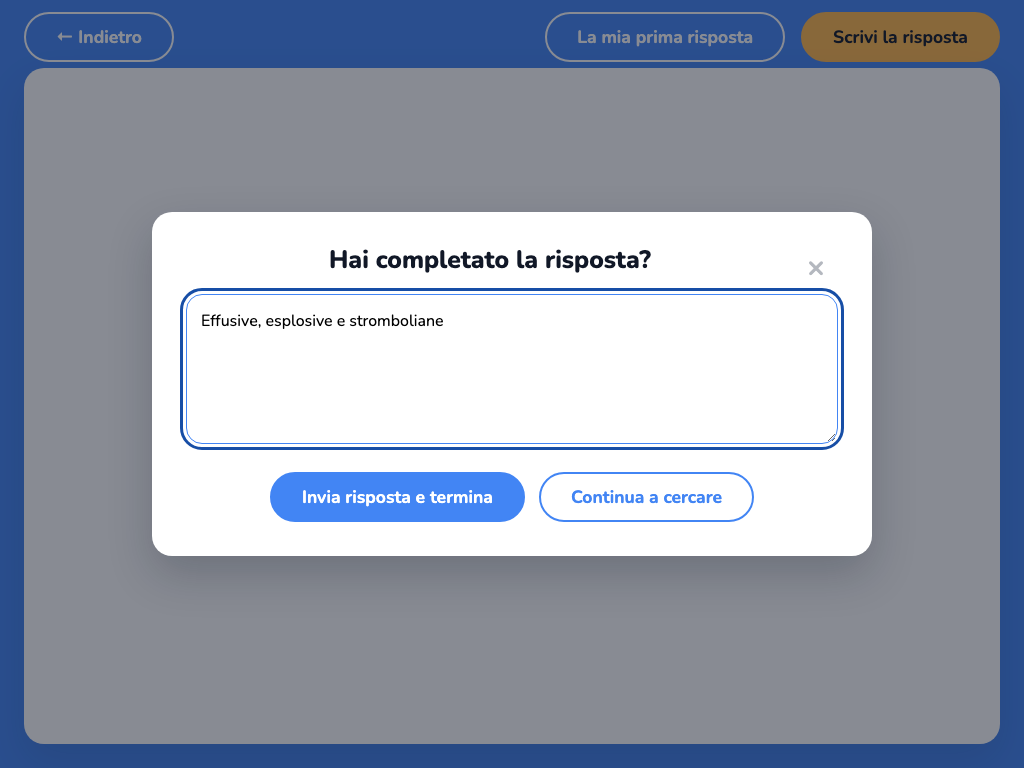 ← Indietro
La mia prima risposta
Scrivi la risposta
Hai completato la risposta?
×
Effusive, esplosive e stromboliane
Invia risposta e termina
Continua a cercare